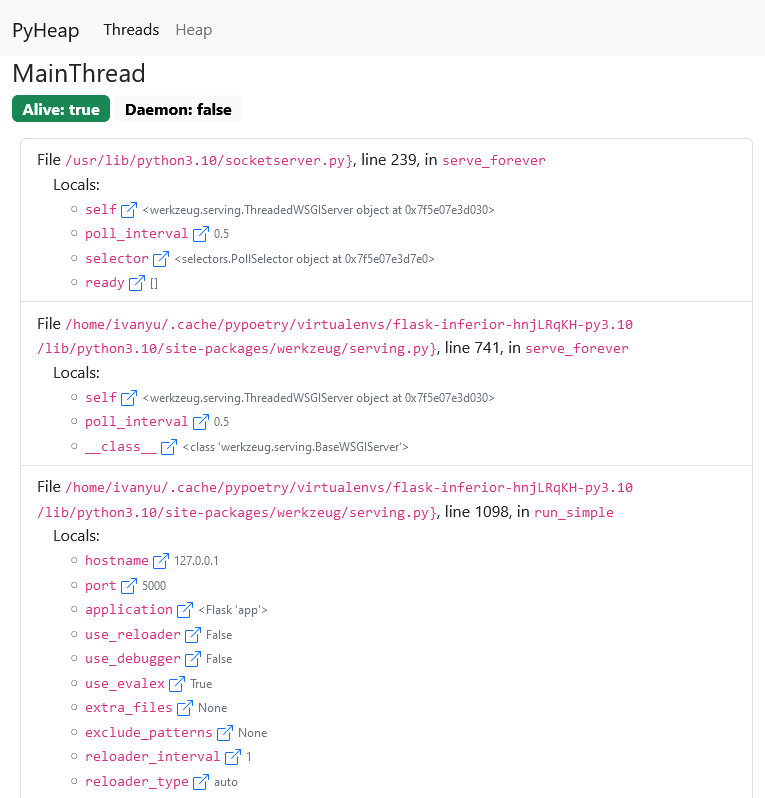 PyHeap Threads Heap
MainThread
Alive: true Daemon: false
File /usr/lib/python3.10/socketserver.py}, line 239, in serve_forever
Locals:
self <werkzeug.serving.ThreadedWSGIServer object at 0x7f5e07e3d030>
poll_interval 0.5
selector <selectors.PollSelector object at 0x7f5e07e3d7e0>
ready []
File /home/ivanyu/.cache/pypoetry/virtualenvs/flask-inferior-hnjLRqKH-py3.10
/lib/python3.10/site-packages/werkzeug/serving.py}, line 741, in serve_forever
Locals:
self <werkzeug.serving.ThreadedWSGIServer object at 0x7f5e07e3d030>
poll_interval 0.5
__class__ <class 'werkzeug.serving.BaseWSGIServer'>
File /home/ivanyu/.cache/pypoetry/virtualenvs/flask-inferior-hnjLRqKH-py3.10
/lib/python3.10/site-packages/werkzeug/serving.py}, line 1098, in run_simple
Locals:
hostname 127.0.0.1
port 5000
application <Flask 'app'>
use_reloader False
use_debugger False
use_evalex True
extra_files None
exclude_patterns None
reloader_interval 1
reloader_type auto